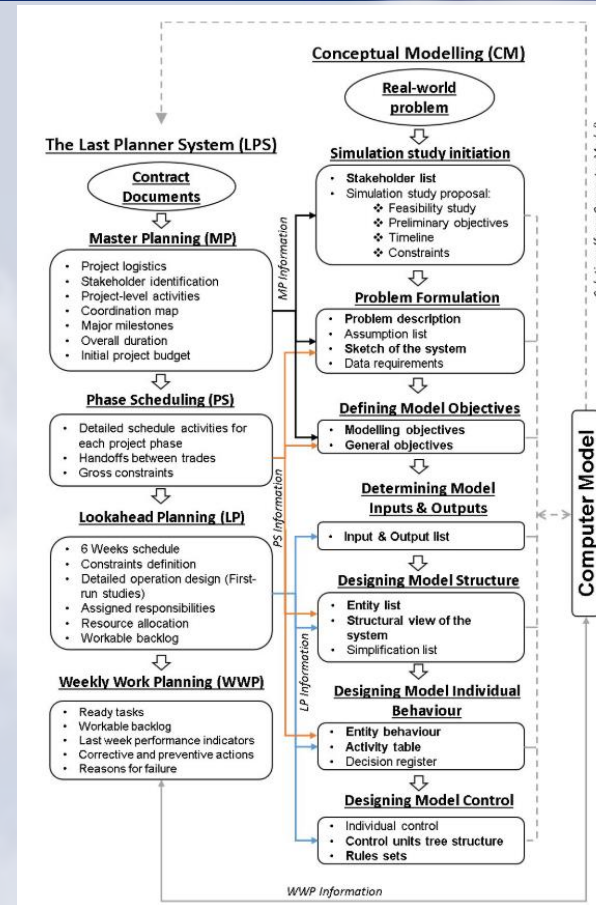 Conceptual Modelling (CM)
Real-world
problem
Simulation study initiation
• Stakeholder list
• Simulation study proposal:
❖ Feasibility study
❖ Preliminary objectives
❖ Timeline
❖ Constraints
Problem Formulation
• Problem description
• Assumption list
• Sketch of the system
• Data requirements
Defining Model Objectives
• Modelling objectives
• General objectives
Determining Model
Inputs & Outputs
• Input & Output list
Designing Model Structure
• Entity list
• Structural view of the
system
• Simplification list
Designing Model Individual
Behaviour
• Entity behaviour
• Activity table
• Decision register
Designing Model Control
• Individual control
• Control units tree structure
• Rules sets
The Last Planner System (LPS)
Contract
Documents
Master Planning (MP)
• Project logistics
• Stakeholder identification
• Project-level activities
• Coordination map
• Major milestones
• Overall duration
• Initial project budget
Phase Scheduling (PS)
• Detailed schedule activities for
each project phase
• Handoffs between trades
• Gross constraints
Lookahead Planning (LP)
• 6 Weeks schedule
• Constraints definition
• Detailed operation design (First-
run studies)
• Assigned responsibilities
• Resource allocation
• Workable backlog
Weekly Work Planning (WWP)
• Ready tasks
• Workable backlog
• Last week performance indicators
• Corrective and preventive actions
• Reasons for failure
MP Information
PS Information
LP Information
WWP Information
Computer Model